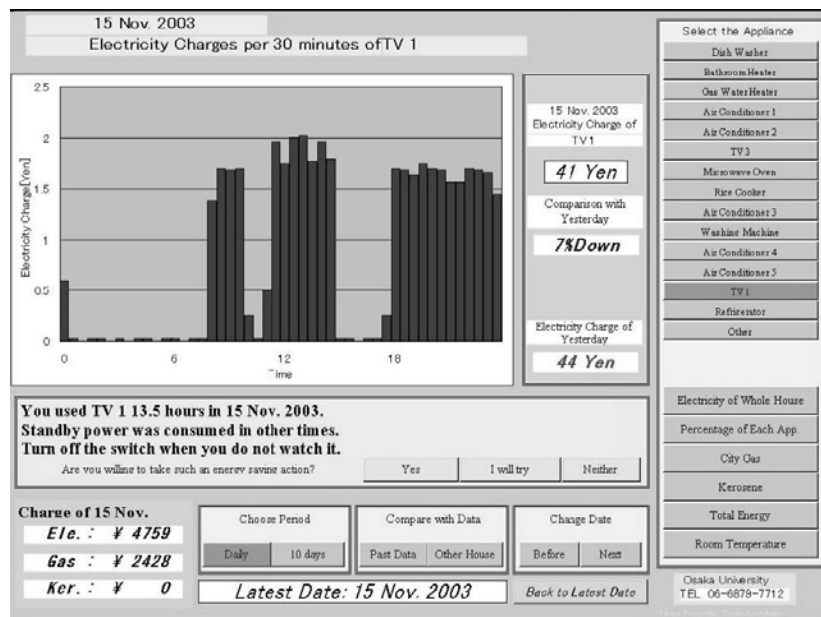 15 Nov. 2003
Electricity Charges per 30 minutes ofTV 1
2.5
2
1.5
1
0.5
0
Electricity Charge[Yen]
0 6 12 18
Time
15 Nov. 2003
Electricity Charge of
TV1
41 Yen
Comparison with
Yesterday
7%Down
Electricity Charge of
Yesterday
44 Yen
Select the Appliance
Dish Washer
Bathroom Heater
Gas Water Heater
Air Conditioner 1
Air Conditioner 2
TV 3
Microwave Oven
Rice Cooker
Air Conditioner 3
Washing Machine
Air Conditioner 4
Air Conditioner 5
TV 1
Refrigerator
Other
Electricity of Whole House
Percentage of Each App.
City Gas
Kerosene
Total Energy
Room Temperature
You used TV 1 13.5 hours in 15 Nov. 2003.
Standby power was consumed in other times.
Turn off the switch when you do not watch it.
Are you willing to take such an energy saving action? Yes I will try Neither
Charge of 15 Nov.
Ele. : ¥ 4759
Gas : ¥ 2428
Ker. : ¥ 0
Choose Period
Daily 10 days
Compare with Data
Past Data Other House
Change Date
Before Next
Latest Date: 15 Nov. 2003
Back to Latest Date
Osaka University
TEL 06-6879-7712